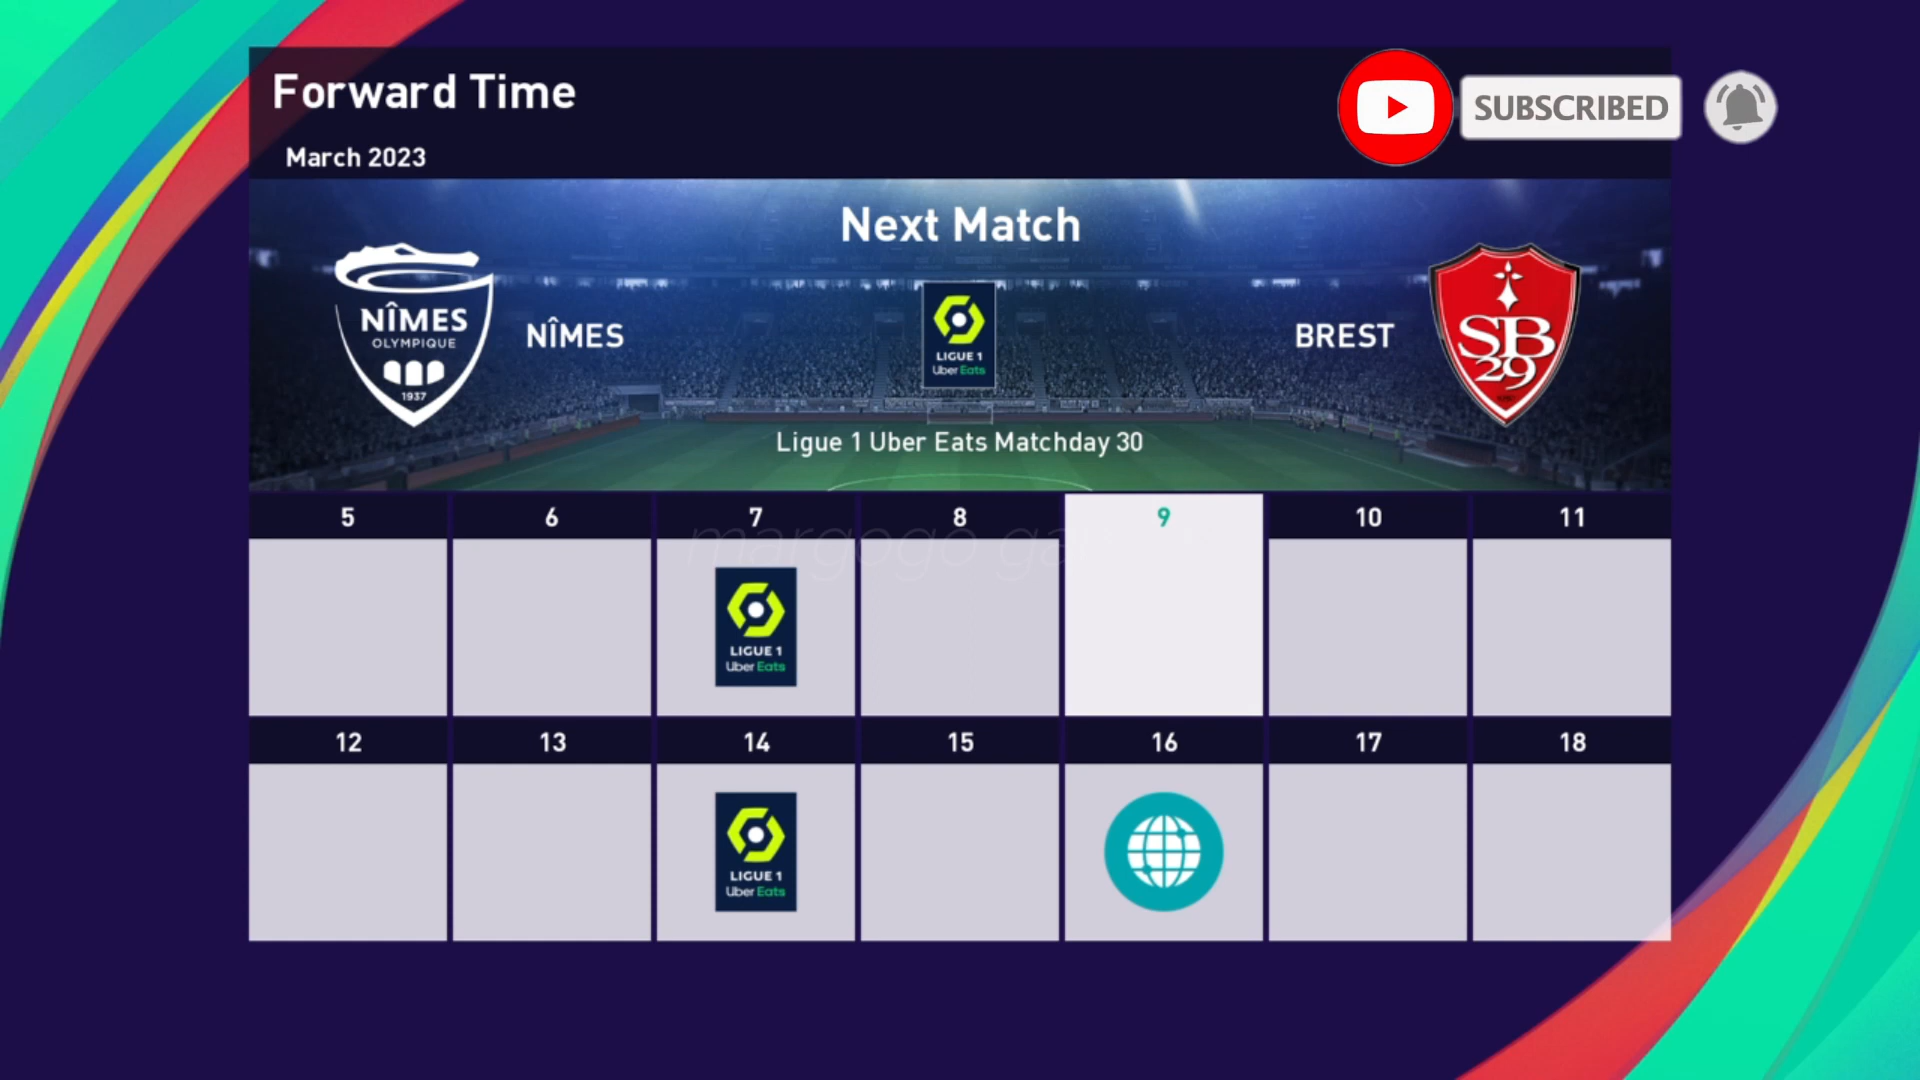 Forward Time
SUBSCRIBED
March 2023
Next Match
NÎMES
OLYMPIQUE
1937
NÎMES
LIGUE 1
Uber Eats
BREST
SB
29
Ligue 1 Uber Eats Matchday 30
5 6 7 8 9 10 11
margogo ga
LIGUE 1
Uber Eats
12 13 14 15 16 17 18
LIGUE 1
Uber Eats